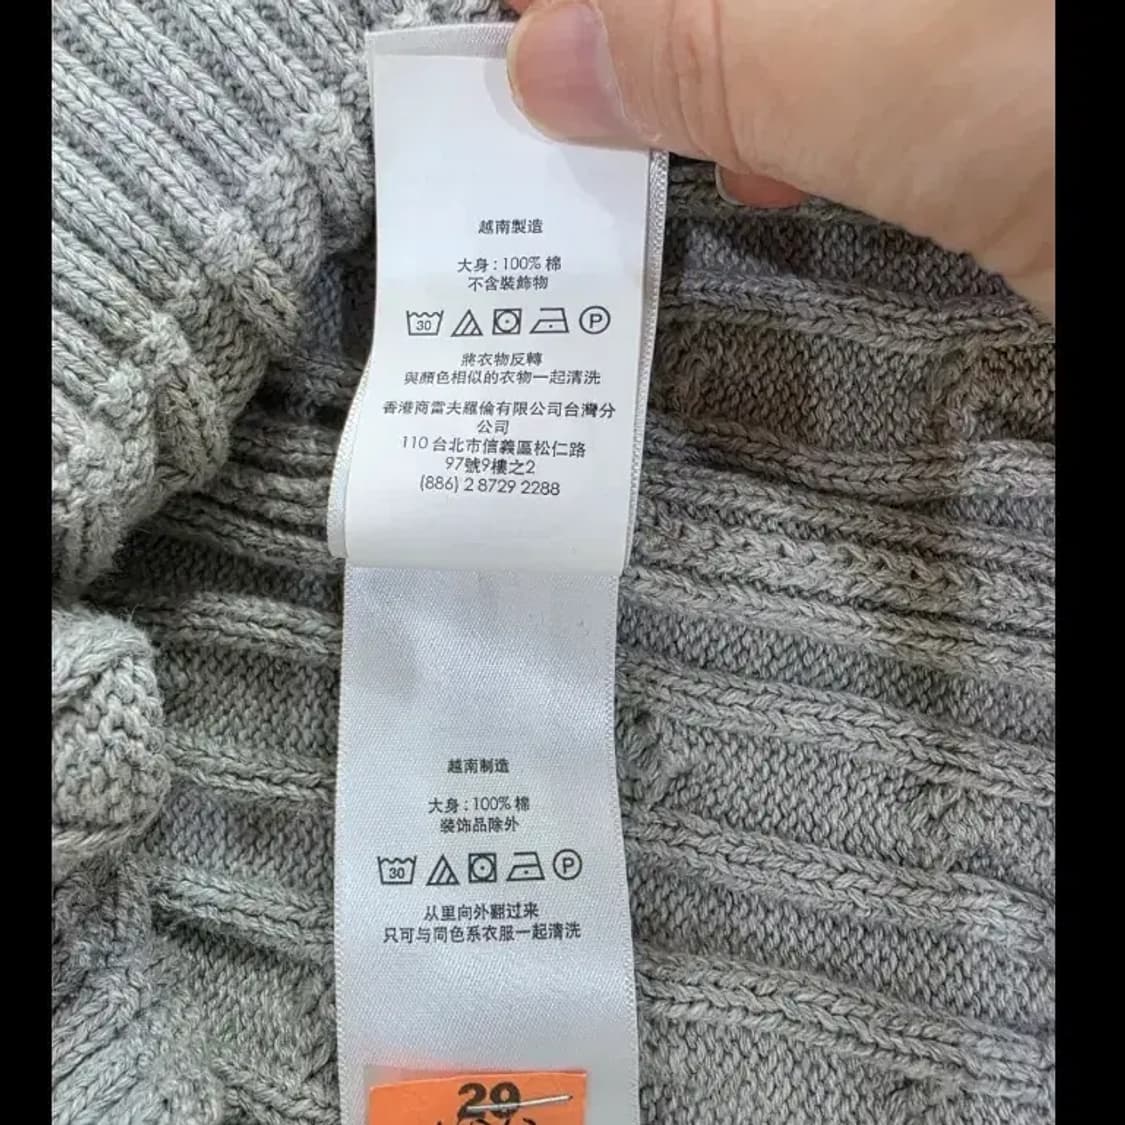 越南製造
大身 : 100% 棉
不含裝飾物
30 P
將衣物反轉
與顏色相似的衣物一起清洗
香港商雷夫羅倫有限公司台灣分
公司
110 台北市信義區松仁路
97號9樓之2
(886) 2 8729 2288
越南制造
大身 : 100% 棉
装饰品除外
30 P
从里向外翻过来
只可与同色系衣服一起清洗
29